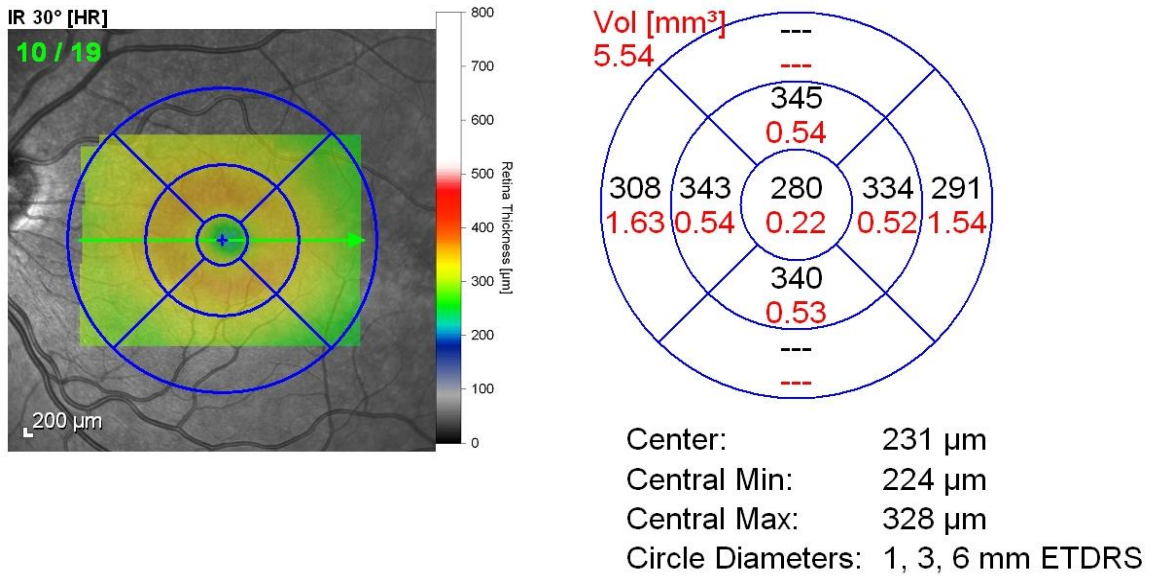 IR 30° [HR]
10 / 19
200 µm
800
700
600
500
400
300
200
100
0
Retina Thickness [µm]
Vol [mm³]
5.54
---
---
345
0.54
308 343 280 334 291
1.63 0.54 0.22 0.52 1.54
340
0.53
---
---
Center: 231 µm
Central Min: 224 µm
Central Max: 328 µm
Circle Diameters: 1, 3, 6 mm ETDRS